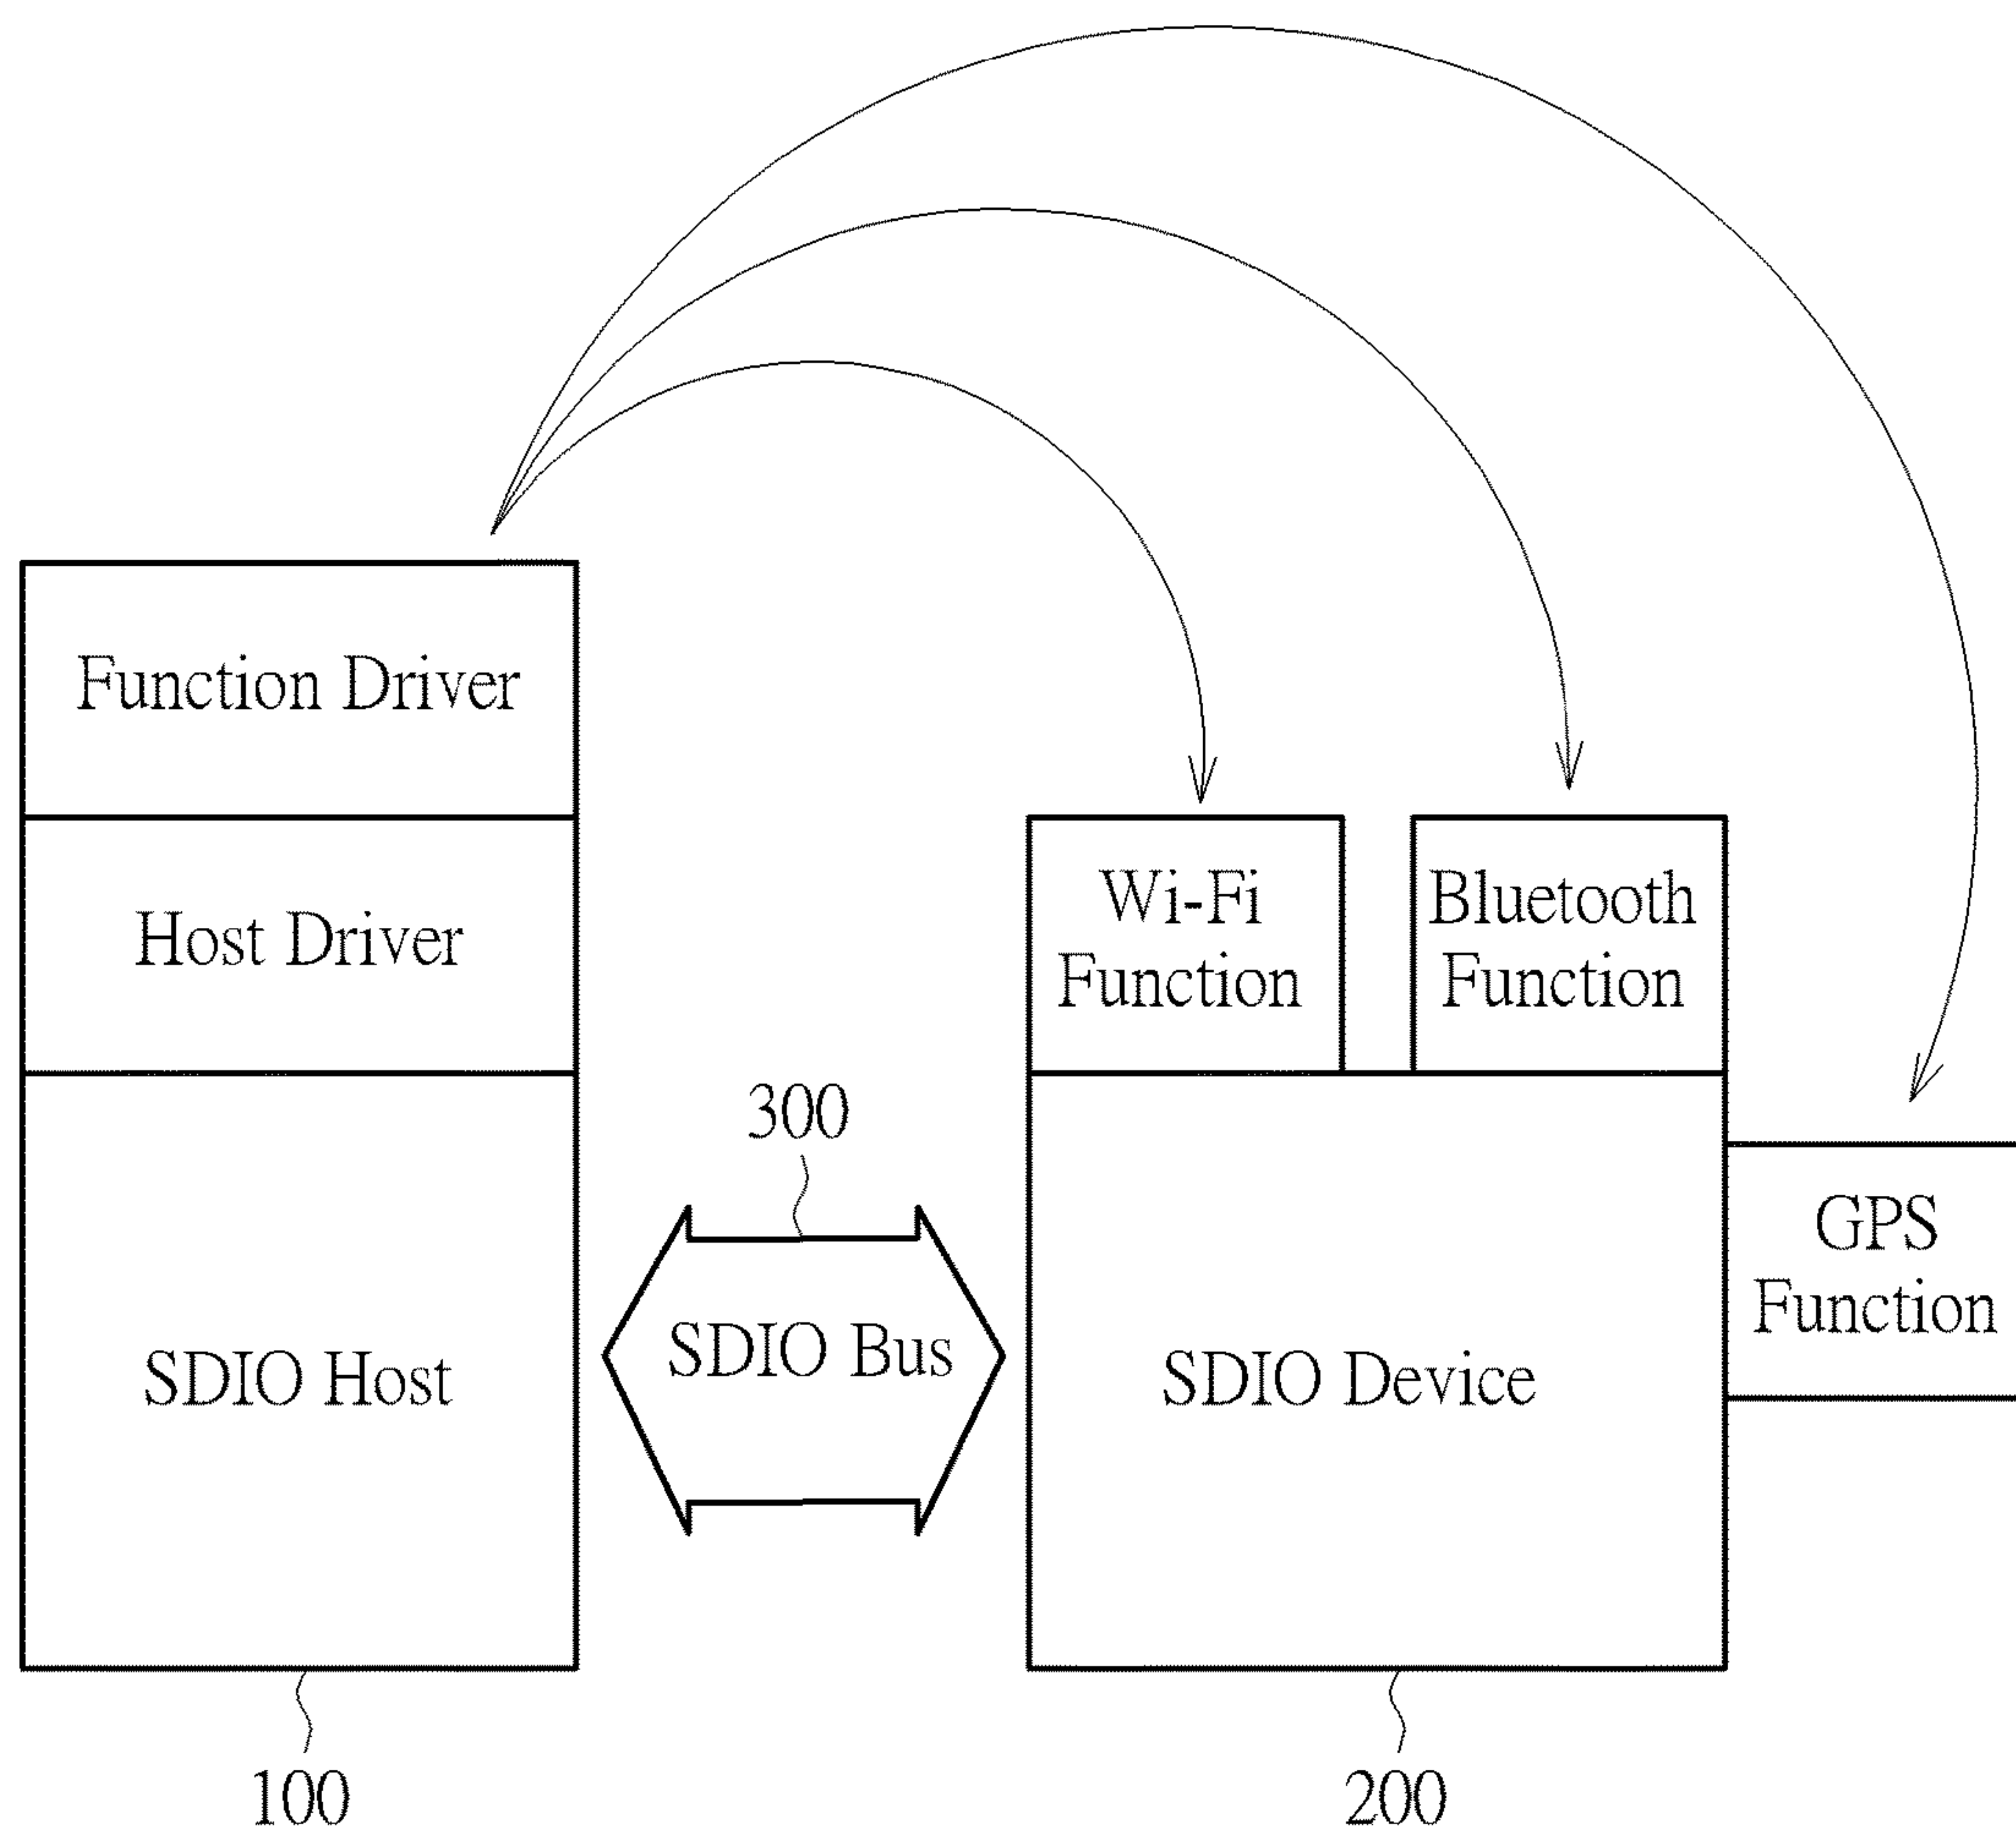 Function Driver
Host Driver
SDIO Host
100
300
SDIO Bus
Wi-Fi
Function
Bluetooth
Function
SDIO Device
200
GPS
Function